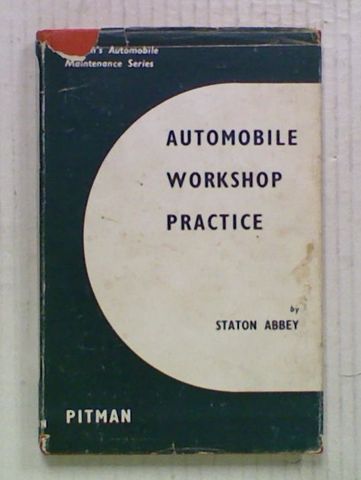 's Automobile
Maintenance Series
AUTOMOBILE
WORKSHOP
PRACTICE
by
STATON ABBEY
PITMAN